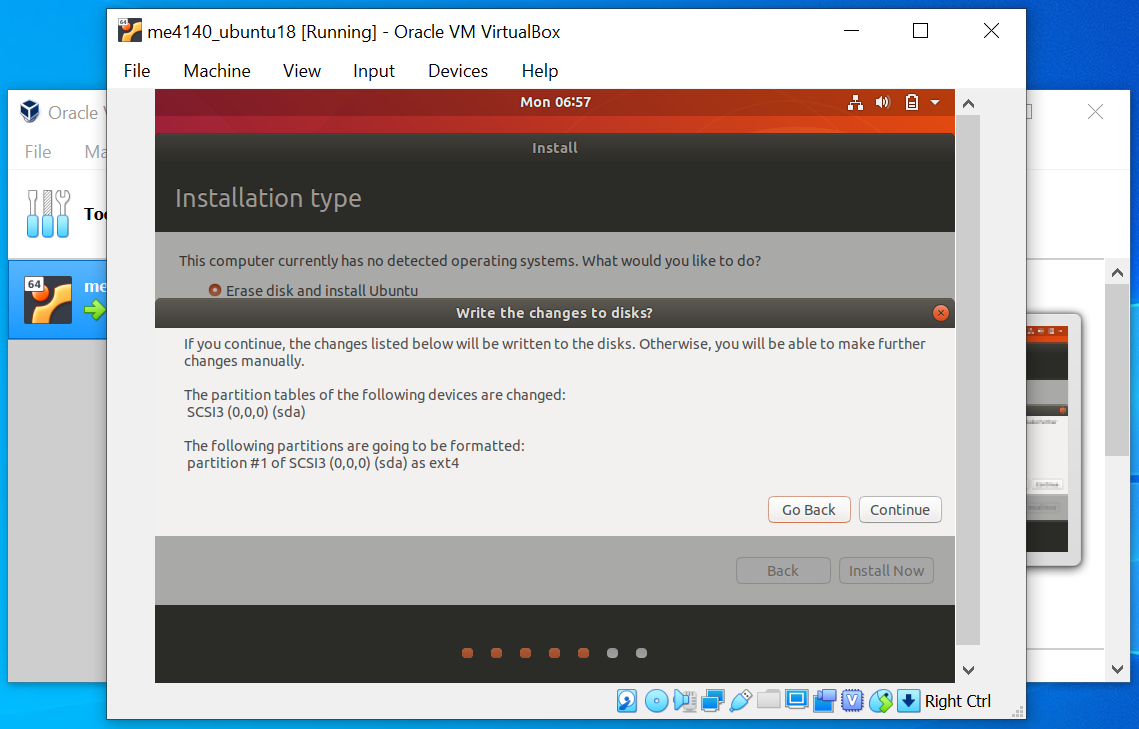 64
me4140_ubuntu18 [Running] - Oracle VM VirtualBox
File Machine View Input Devices Help
Oracle
File Ma
Too
64
me
Mon 06:57
Install
Installation type
This computer currently has no detected operating systems. What would you like to do?
Erase disk and install Ubuntu
Write the changes to disks?
If you continue, the changes listed below will be written to the disks. Otherwise, you will be able to make further
changes manually.
The partition tables of the following devices are changed:
SCSI3 (0,0,0) (sda)
The following partitions are going to be formatted:
partition #1 of SCSI3 (0,0,0) (sda) as ext4
Go Back Continue
Back Install Now
V
Right Ctrl